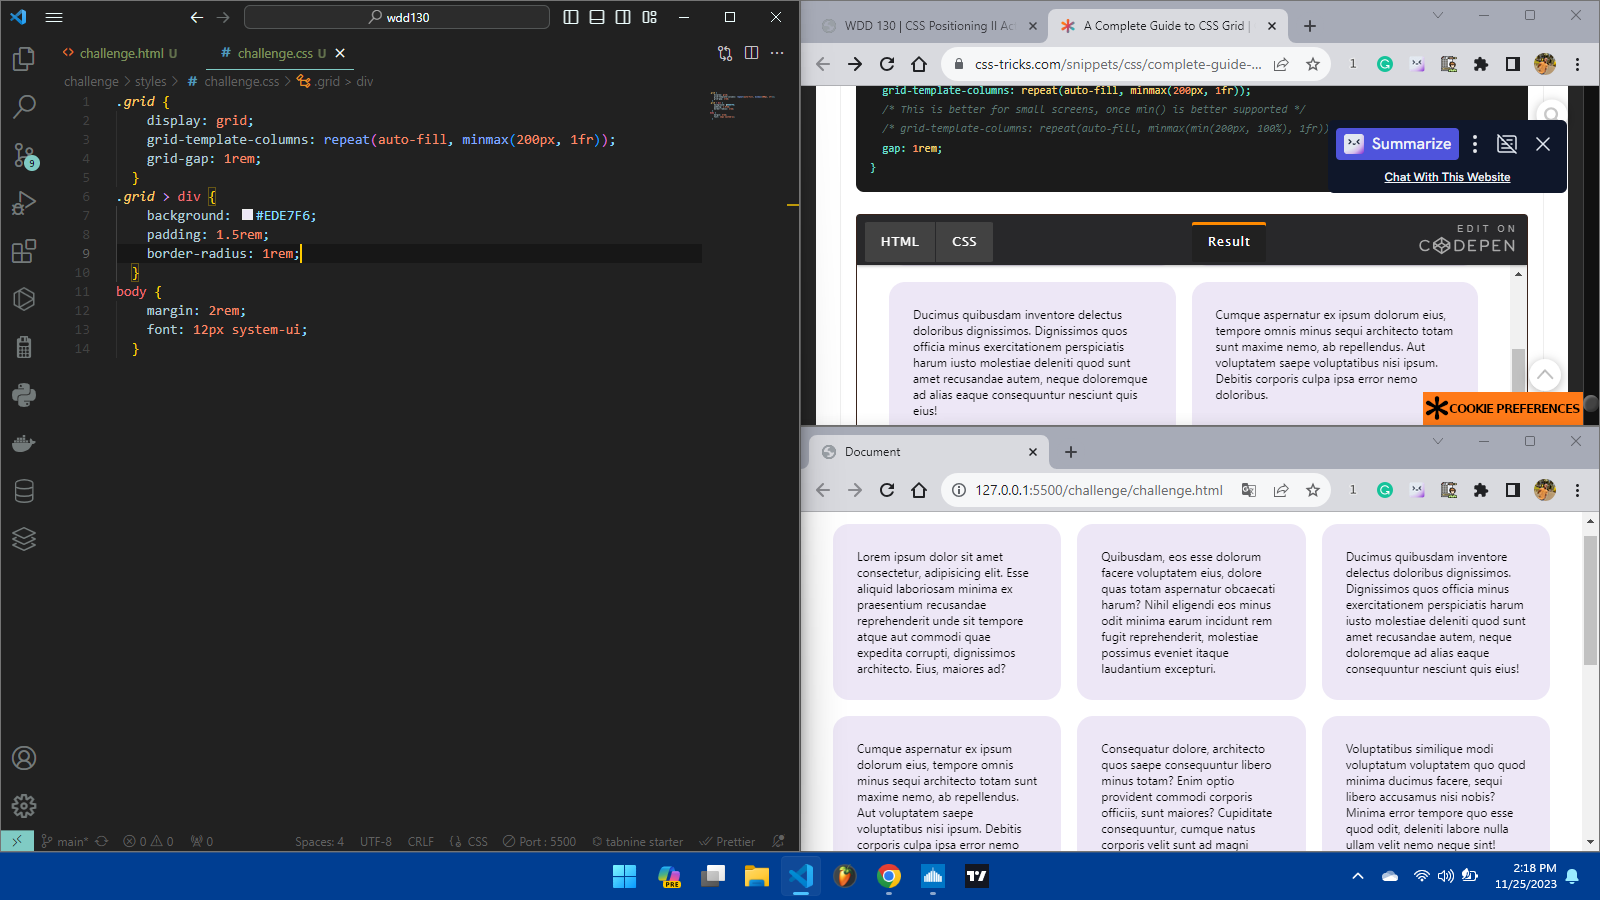 wdd130
challenge.html U
# challenge.css U
challenge > styles > # challenge.css > .grid > div
1 .grid {
2 display: grid;
3 grid-template-columns: repeat(auto-fill, minmax(200px, 1fr));
4 grid-gap: 1rem;
5 }
6 .grid > div {
7 background: #EDE7F6;
8 padding: 1.5rem;
9 border-radius: 1rem;
10 }
11 body {
12 margin: 2rem;
13 font: 12px system-ui;
14 }
9
main*
0 0
0
Spaces: 4
UTF-8
CRLF
{} CSS
Port : 5500
tabnine starter
Prettier
WDD 130 | CSS Positioning II Ac
A Complete Guide to CSS Grid |
css-tricks.com/snippets/css/complete-guide-...
1
grid-template-columns: repeat(auto-fill, minmax(200px, 1fr));
/* This is better for small screens, once min() is better supported */
/* grid-template-columns: repeat(auto-fill, minmax(min(200px, 100%), 1fr))
gap: 1rem;
}
Summarize
Chat With This Website
HTML
CSS
Result
EDIT ON
CODEPEN
Ducimus quibusdam inventore delectus
doloribus dignissimos. Dignissimos quos
officia minus exercitationem perspiciatis
harum iusto molestiae deleniti quod sunt
amet recusandae autem, neque doloremque
ad alias eaque consequuntur nesciunt quis
eius!
Cumque aspernatur ex ipsum dolorum eius,
tempore omnis minus sequi architecto totam
sunt maxime nemo, ab repellendus. Aut
voluptatem saepe voluptatibus nisi ipsum.
Debitis corporis culpa ipsa error nemo
doloribus.
COOKIE PREFERENCES
Document
127.0.0.1:5500/challenge/challenge.html
1
Lorem ipsum dolor sit amet
consectetur, adipisicing elit. Esse
aliquid laboriosam minima ex
praesentium recusandae
reprehenderit unde sit tempore
atque aut commodi quae
expedita corrupti, dignissimos
architecto. Eius, maiores ad?
Quibusdam, eos esse dolorum
facere voluptatem eius, dolore
quas totam aspernatur obcaecati
harum? Nihil eligendi eos minus
odit minima earum incidunt rem
fugit reprehenderit, molestiae
possimus eveniet itaque
laudantium excepturi.
Ducimus quibusdam inventore
delectus doloribus dignissimos.
Dignissimos quos officia minus
exercitationem perspiciatis harum
iusto molestiae deleniti quod sunt
amet recusandae autem, neque
doloremque ad alias eaque
consequuntur nesciunt quis eius!
Cumque aspernatur ex ipsum
dolorum eius, tempore omnis
minus sequi architecto totam sunt
maxime nemo, ab repellendus.
Aut voluptatem saepe
voluptatibus nisi ipsum. Debitis
corporis culpa ipsa error nemo
Consequatur dolore, architecto
quos saepe consequuntur libero
minus totam? Enim optio
provident commodi corporis
officiis, sunt maiores? Cupiditate
consequuntur, cumque natus
corporis velit sunt ad magni
Voluptatibus similique modi
voluptatum voluptatem quo quod
minima ducimus facere, sequi
libero accusamus nisi nobis?
Minima error tempore quo esse
quod odit, deleniti labore nulla
ullam velit nemo neque sint!
PRE
2:18 PM
11/25/2023